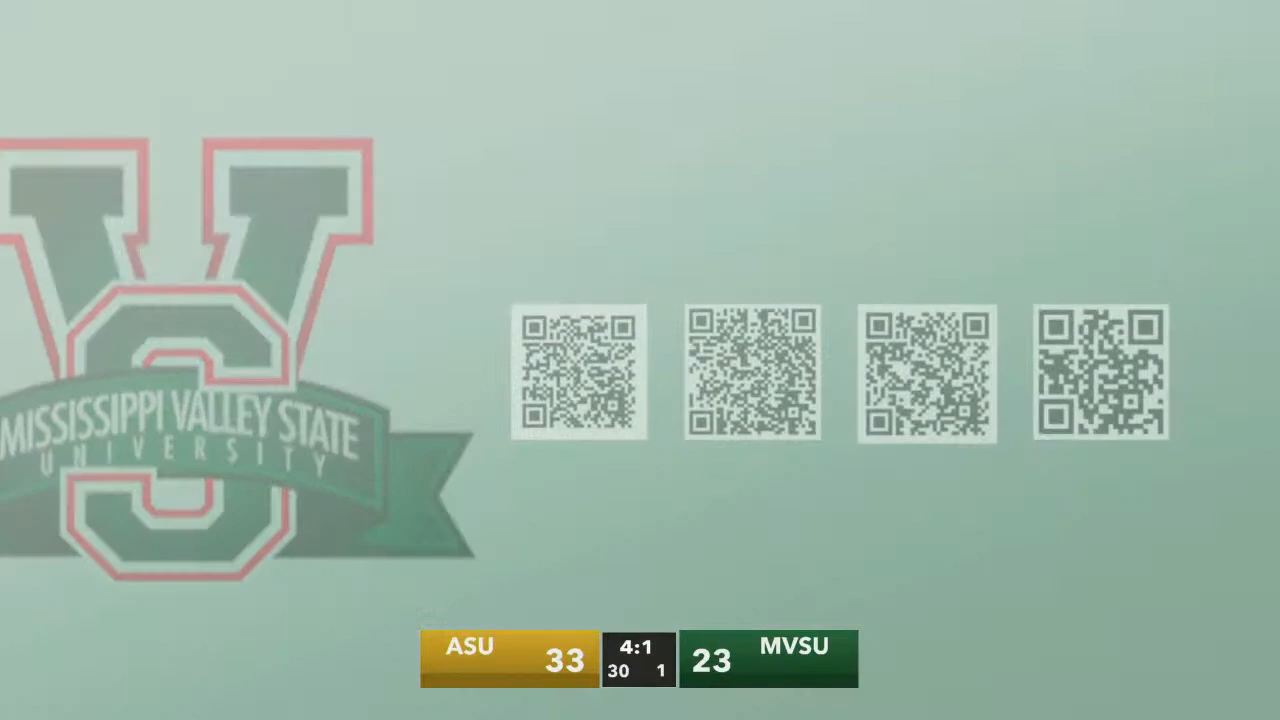 MISSISSIPPI VALLEY STATE
UNIVERSITY
ASU
33
4:1
30 1
23
MVSU